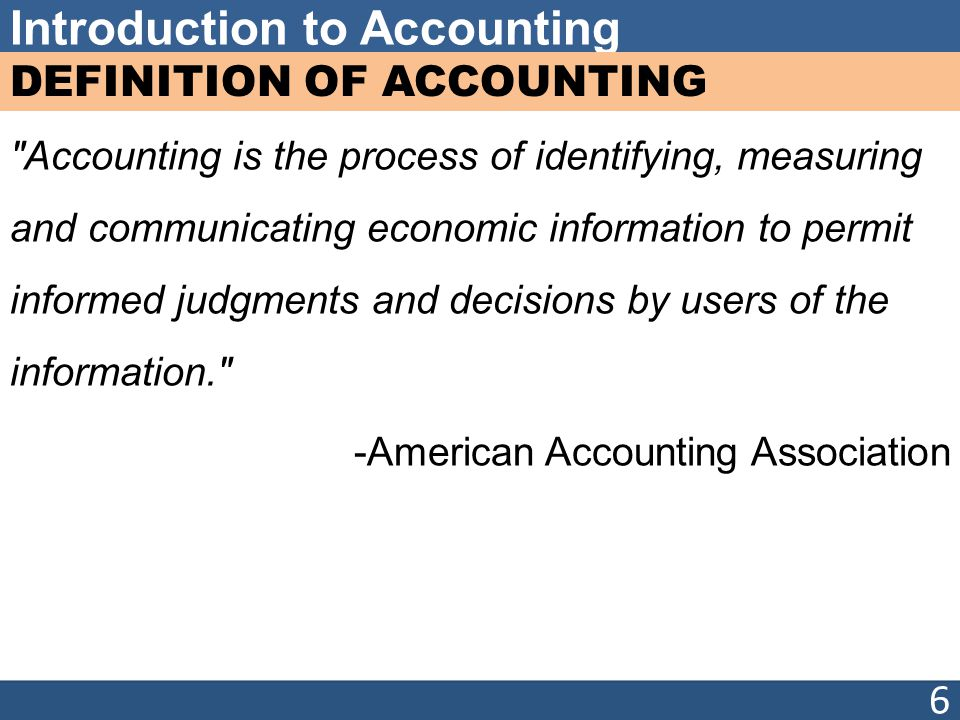 Introduction to Accounting
DEFINITION OF ACCOUNTING
"Accounting is the process of identifying, measuring
and communicating economic information to permit
informed judgments and decisions by users of the
information."
-American Accounting Association
6